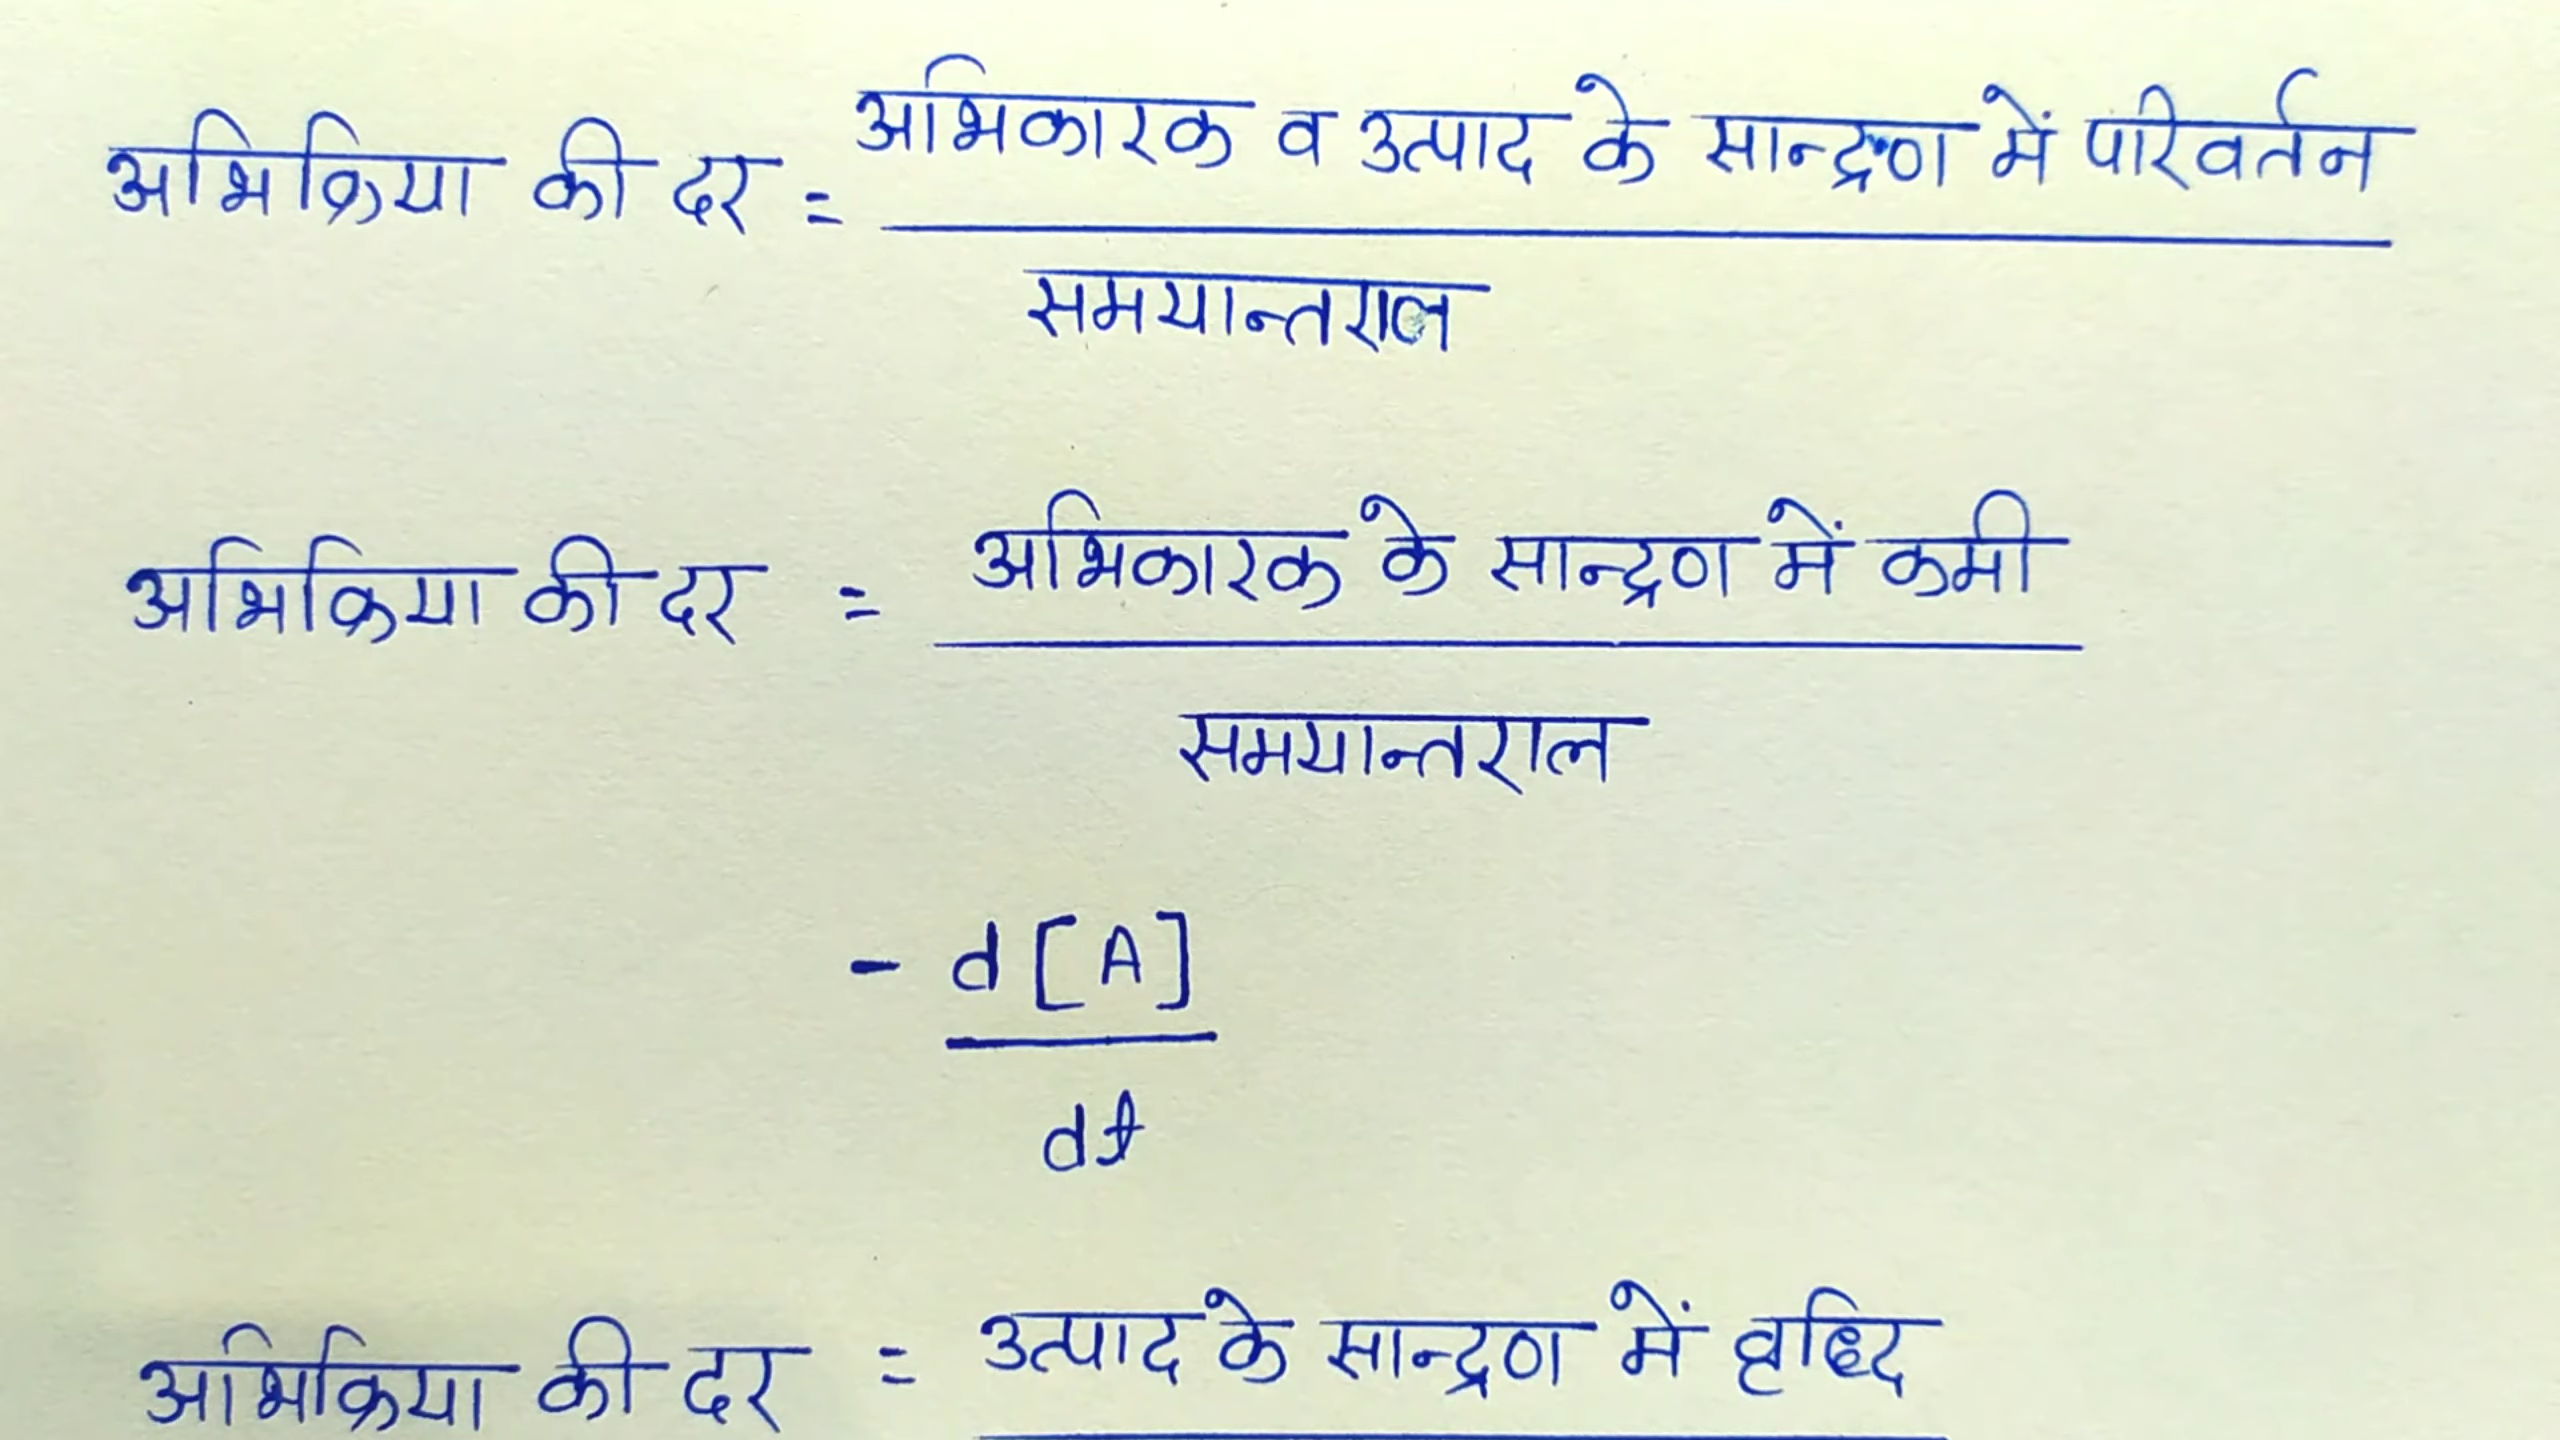 अभिक्रिया की दर = अभिकारक व उत्पाद के सान्द्रण में परिवर्तन
समयान्तराल
अभिक्रिया की दर = अभिकारक के सान्द्रण में कमी
समयान्तराल
- d[A]
dt
अभिक्रिया की दर = उत्पाद के सान्द्रण में वृध्दि